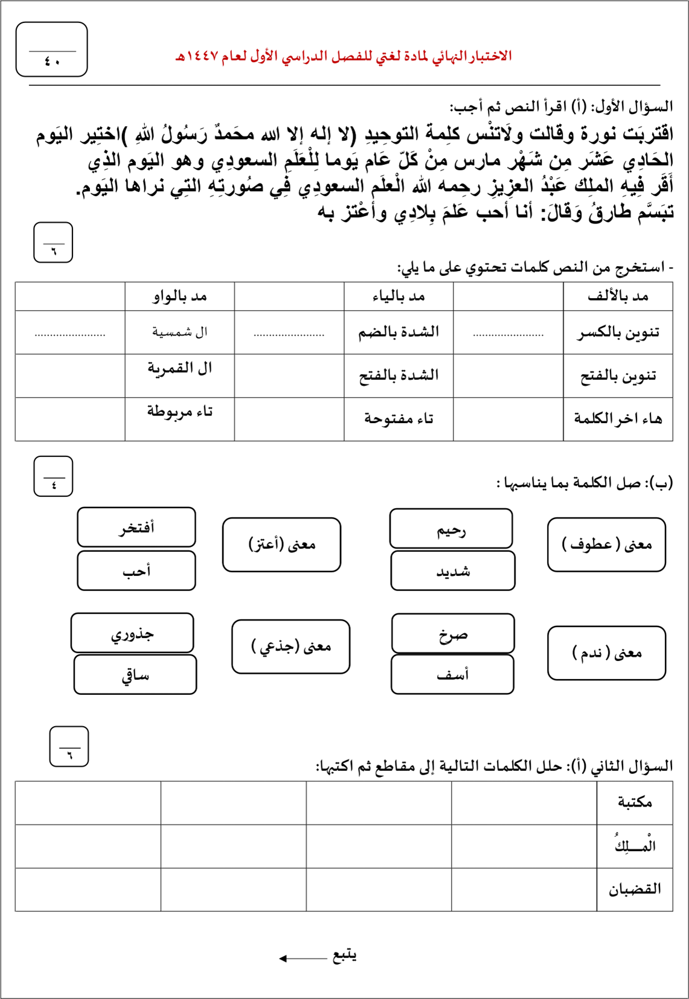 ٤٠
الاختبار النهائي لمادة لغتي للفصل الدراسي الأول لعام ١٤٤٧هـ
السؤال الأول: (أ) اقرأ النص ثم أجب:
اقتربَت نورة وقالت ولَاتنْس كلِمة التوحِيدِ (لا إله إلا الله محَمدٌ رَسُولُ اللهِ )اختِير اليَوم
الحَادِي عَشَر مِن شَهْر مارس مِنْ كَلّ عَام يَوما لِلْعَلَمِ السعودِي وهو اليَوم الذِي
أَقَر فِيهِ الملِك عَبْدُ العزِيزِ رحِمه الله الْعلَم السعودِي فِي صُورتِهِ التِي نراها اليَوم.
تبَسَّم طارقُ وَقَالَ: أنا أحب عَلمَ بِلادِي وأعْتز به
٦
- استخرج من النص كلمات تحتوي على ما يلي:
مد بالألف مد بالياء مد بالواو
تنوين بالكسر ....................... الشدة بالضم ....................... ال شمسية .......................
تنوين بالفتح الشدة بالفتح ال القمرية
هاء اخر الكلمة تاء مفتوحة تاء مربوطة
٤
(ب): صل الكلمة بما يناسبها :
معنى ( عطوف ) رحيم معنى (أعتز) أفتخر
شديد أحب
معنى ( ندم ) صرخ معنى (جذعي ) جذوري
أسف ساقي
٦
السؤال الثاني (أ): حلل الكلمات التالية إلى مقاطع ثم اكتبها:
مكتبة
الْمـــلِكُ
القضبان
يتبع